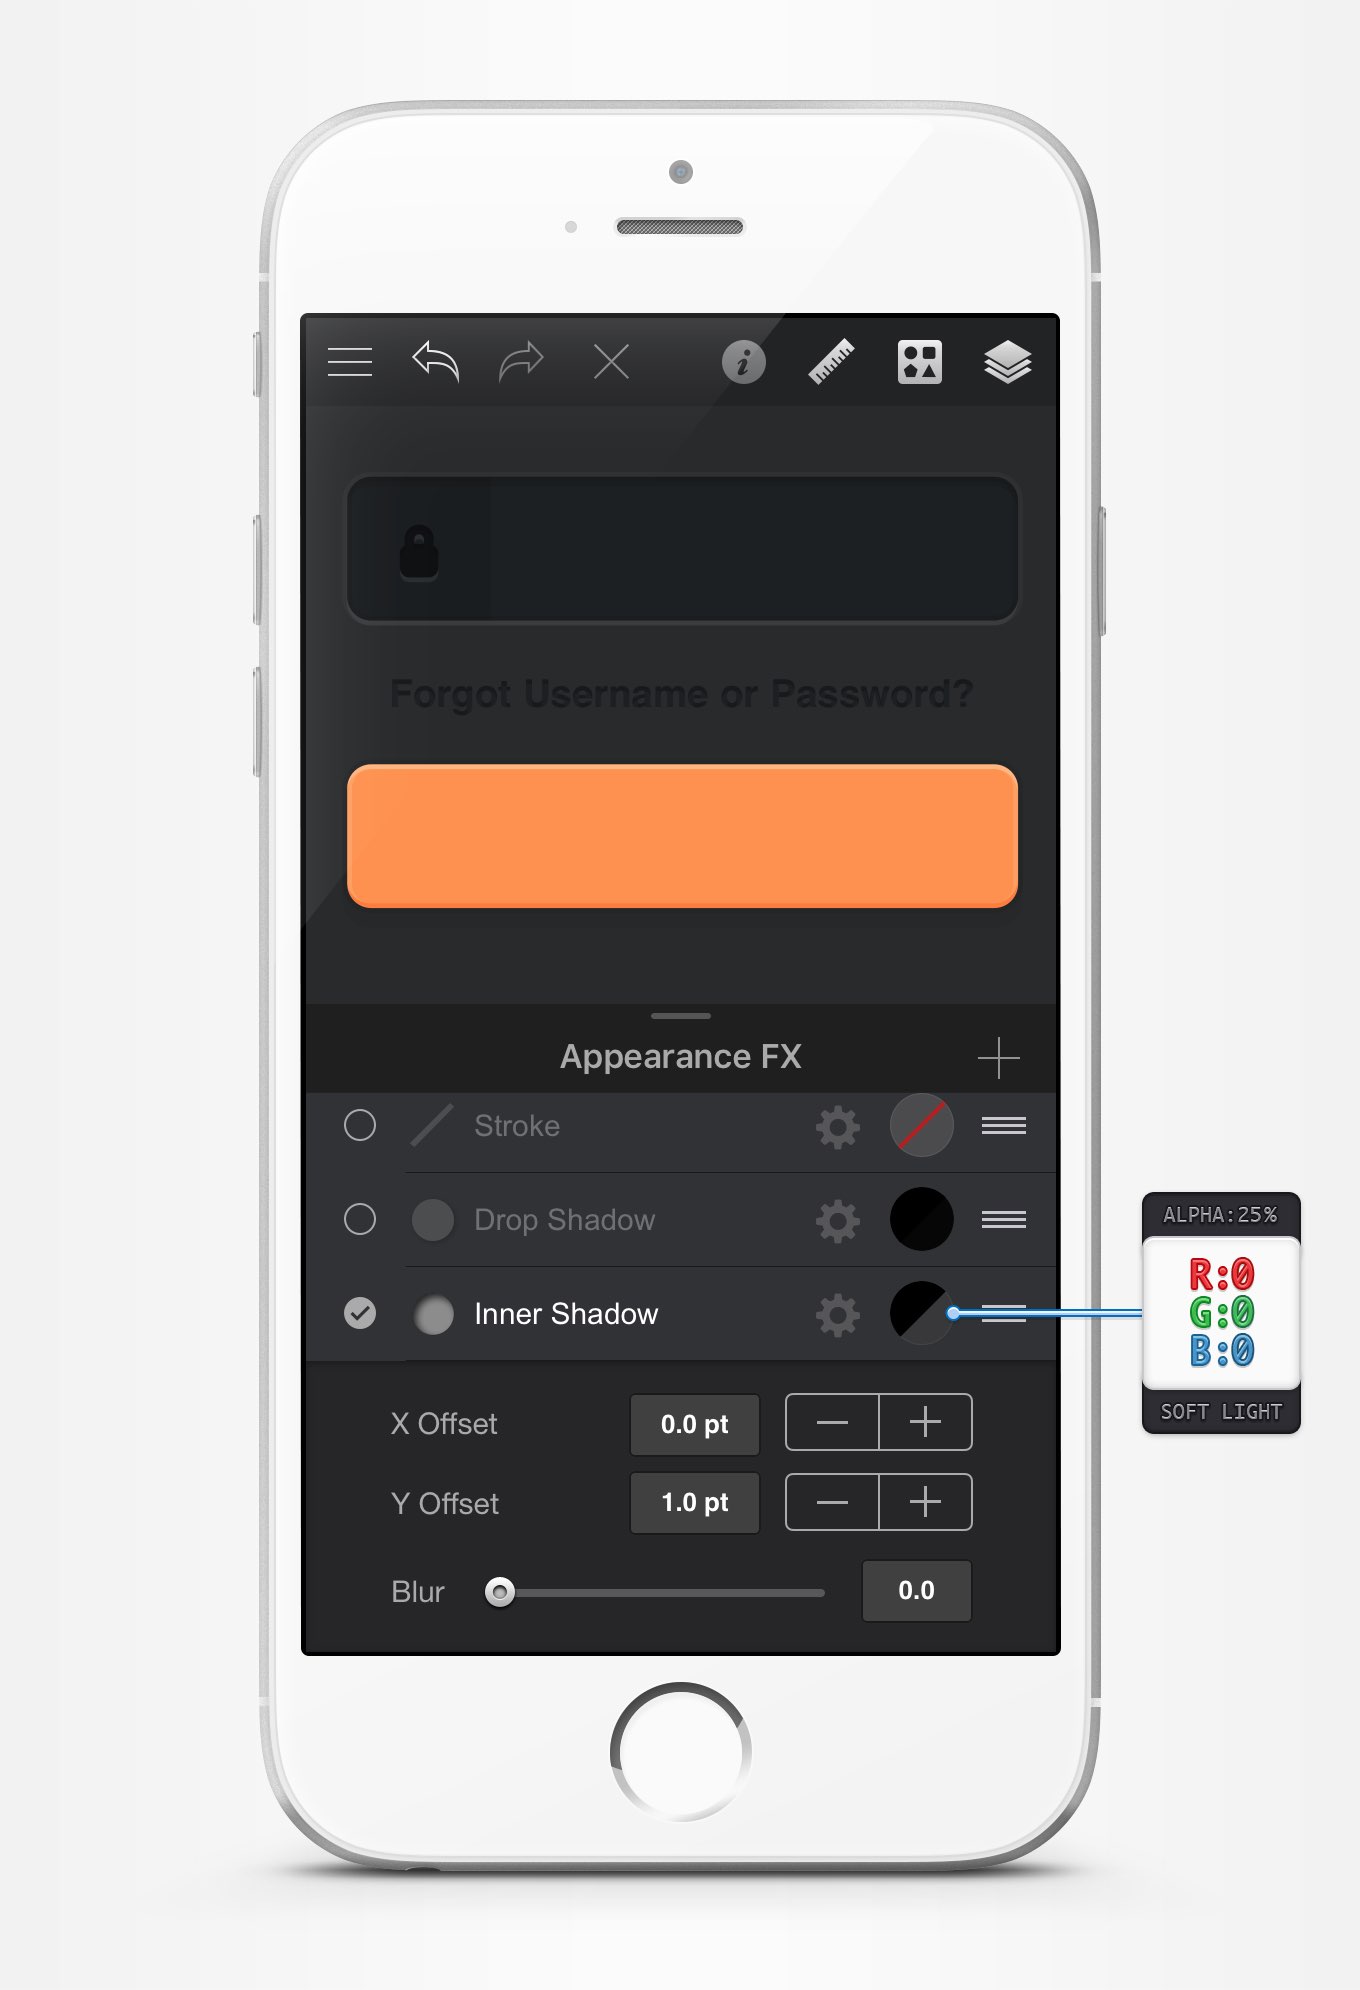 Forgot Username or Password?
Appearance FX
Stroke
Drop Shadow
Inner Shadow
ALPHA:25%
R:0
G:0
B:0
SOFT LIGHT
X Offset 0.0 pt
Y Offset 1.0 pt
Blur 0.0